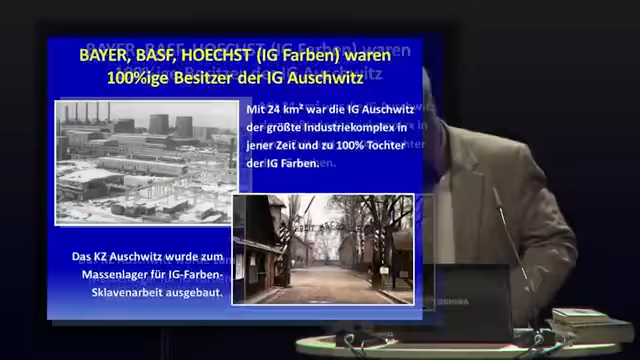 BAYER, BASF, HOECHST (IG Farben) waren
100%ige Besitzer der IG Auschwitz
Mit 24 km² war die IG Auschwitz
der größte Industriekomplex in
jener Zeit und zu 100% Tochter
der IG Farben.
Das KZ Auschwitz wurde zum
Massenlager für IG-Farben-
Sklavenarbeit ausgebaut.
TOSHIBA